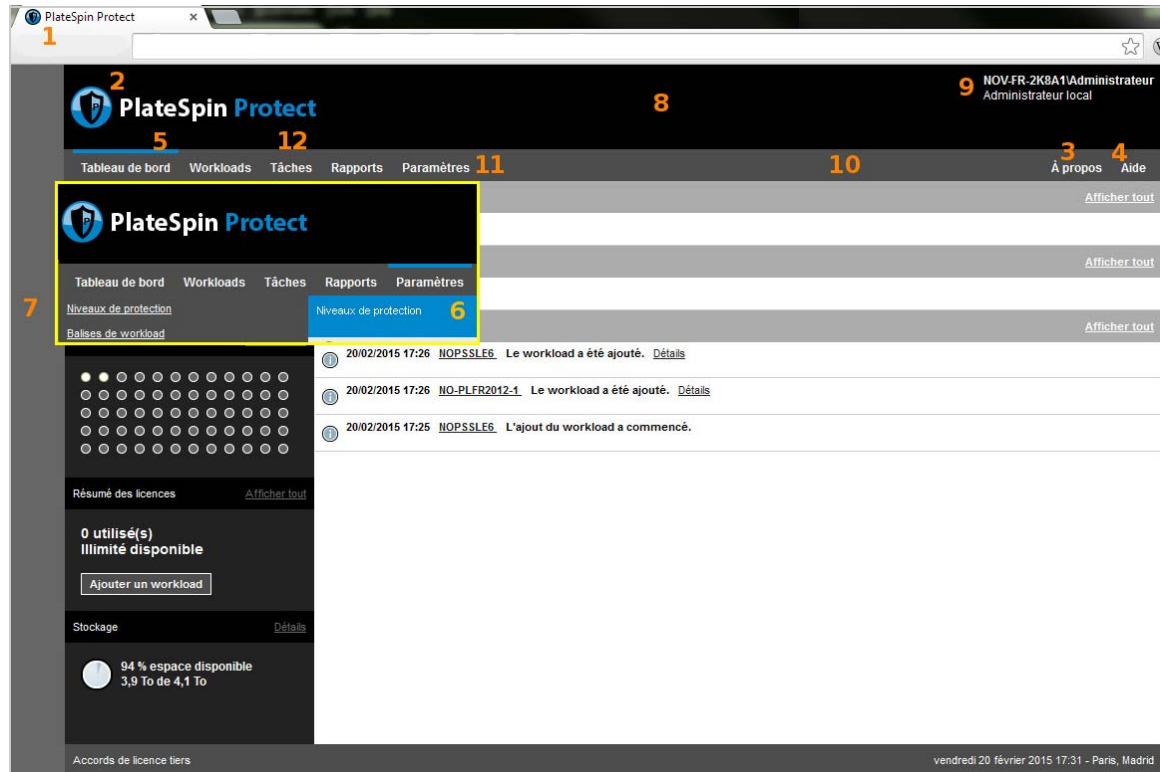 PlateSpin Protect ×
1
2
PlateSpin Protect
8
9
NOV-FR-2K8A1\Administrateur
Administrateur local
5 12 3 4
Tableau de bord Workloads Tâches Rapports Paramètres 11 10 À propos Aide
Afficher tout
PlateSpin Protect
Afficher tout
Tableau de bord Workloads Tâches Rapports Paramètres
7
Niveaux de protection
Balises de workload
Niveaux de protection 6
Afficher tout
20/02/2015 17:26 NOPSSLE6 Le workload a été ajouté. Détails
20/02/2015 17:26 NO-PLFR2012-1 Le workload a été ajouté. Détails
20/02/2015 17:25 NOPSSLE6 L'ajout du workload a commencé.
Résumé des licences Afficher tout
0 utilisé(s)
Illimité disponible
Ajouter un workload
Stockage Détails
94 % espace disponible
3,9 To de 4,1 To
Accords de licence tiers vendredi 20 février 2015 17:31 - Paris, Madrid